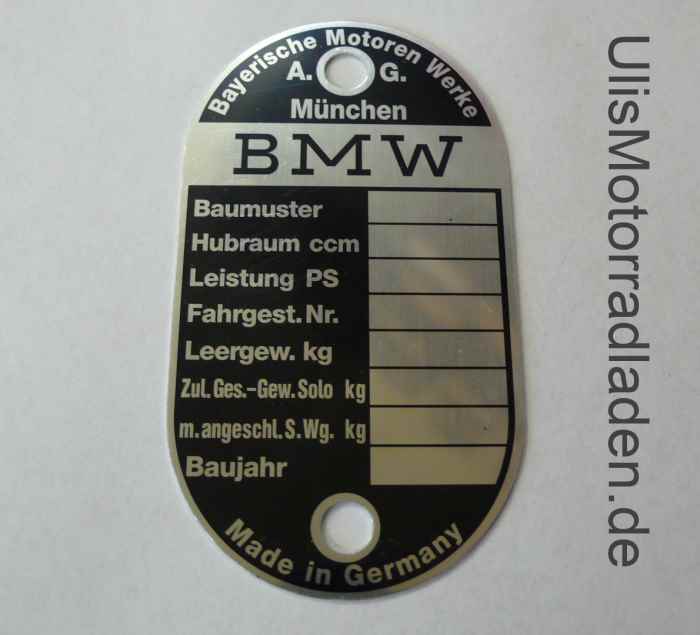 Bayerische Motoren Werke
A. G.
München
BMW
Baumuster
Hubraum ccm
Leistung PS
Fahrgest.Nr.
Leergew. kg
Zul.Ges.-Gew.Solo kg
m.angeschl.S.Wg. kg
Baujahr
Made in Germany
UlisMotorradladen.de